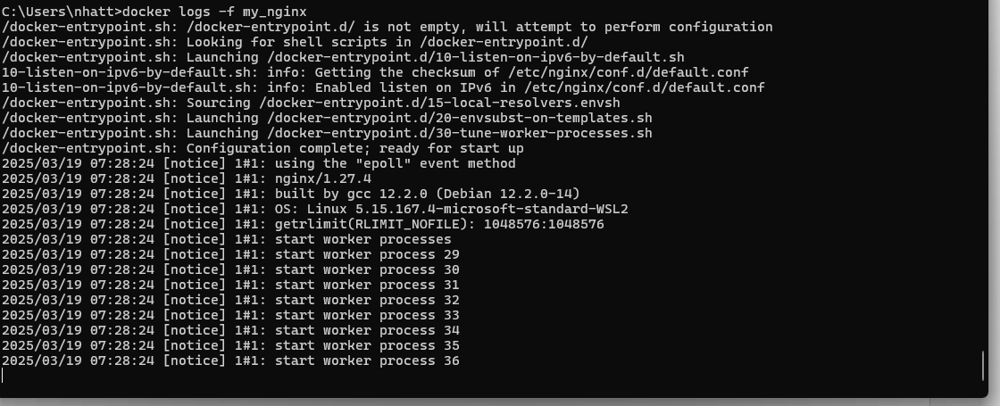 C:\Users\nhatt>docker logs -f my_nginx
/docker-entrypoint.sh: /docker-entrypoint.d/ is not empty, will attempt to perform configuration
/docker-entrypoint.sh: Looking for shell scripts in /docker-entrypoint.d/
/docker-entrypoint.sh: Launching /docker-entrypoint.d/10-listen-on-ipv6-by-default.sh
10-listen-on-ipv6-by-default.sh: info: Getting the checksum of /etc/nginx/conf.d/default.conf
10-listen-on-ipv6-by-default.sh: info: Enabled listen on IPv6 in /etc/nginx/conf.d/default.conf
/docker-entrypoint.sh: Sourcing /docker-entrypoint.d/15-local-resolvers.envsh
/docker-entrypoint.sh: Launching /docker-entrypoint.d/20-envsubst-on-templates.sh
/docker-entrypoint.sh: Launching /docker-entrypoint.d/30-tune-worker-processes.sh
/docker-entrypoint.sh: Configuration complete; ready for start up
2025/03/19 07:28:24 [notice] 1#1: using the "epoll" event method
2025/03/19 07:28:24 [notice] 1#1: nginx/1.27.4
2025/03/19 07:28:24 [notice] 1#1: built by gcc 12.2.0 (Debian 12.2.0-14)
2025/03/19 07:28:24 [notice] 1#1: OS: Linux 5.15.167.4-microsoft-standard-WSL2
2025/03/19 07:28:24 [notice] 1#1: getrlimit(RLIMIT_NOFILE): 1048576:1048576
2025/03/19 07:28:24 [notice] 1#1: start worker processes
2025/03/19 07:28:24 [notice] 1#1: start worker process 29
2025/03/19 07:28:24 [notice] 1#1: start worker process 30
2025/03/19 07:28:24 [notice] 1#1: start worker process 31
2025/03/19 07:28:24 [notice] 1#1: start worker process 32
2025/03/19 07:28:24 [notice] 1#1: start worker process 33
2025/03/19 07:28:24 [notice] 1#1: start worker process 34
2025/03/19 07:28:24 [notice] 1#1: start worker process 35
2025/03/19 07:28:24 [notice] 1#1: start worker process 36